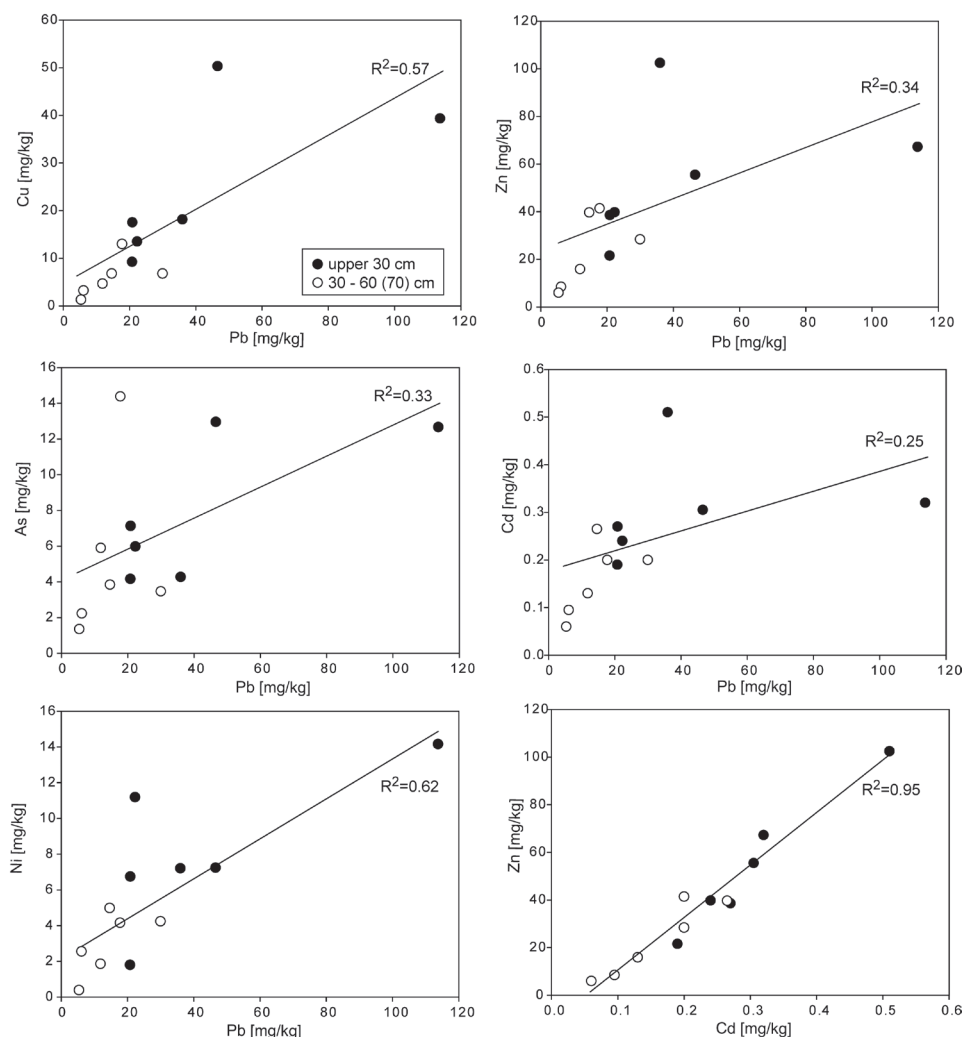 60
50
40
30
20
10
0
Cu [mg/kg]
R²=0.57
● upper 30 cm
○ 30 - 60 (70) cm
0 20 40 60 80 100 120
Pb [mg/kg]
120
100
80
60
40
20
0
Zn [mg/kg]
R²=0.34
0 20 40 60 80 100 120
Pb [mg/kg]
16
14
12
10
8
6
4
2
0
As [mg/kg]
R²=0.33
0 20 40 60 80 100 120
Pb [mg/kg]
0.6
0.5
0.4
0.3
0.2
0.1
0.0
Cd [mg/kg]
R²=0.25
0 20 40 60 80 100 120
Pb [mg/kg]
16
14
12
10
8
6
4
2
0
Ni [mg/kg]
R²=0.62
0 20 40 60 80 100 120
Pb [mg/kg]
120
100
80
60
40
20
0
Zn [mg/kg]
R²=0.95
0.0 0.1 0.2 0.3 0.4 0.5 0.6
Cd [mg/kg]